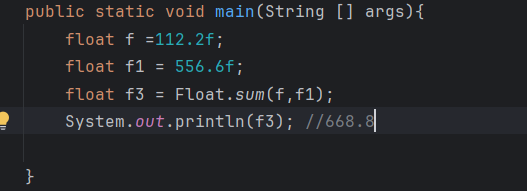 public static void main(String [] args){
float f =112.2f;
float f1 = 556.6f;
float f3 = Float.sum(f,f1);
System.out.println(f3); //668.8
}